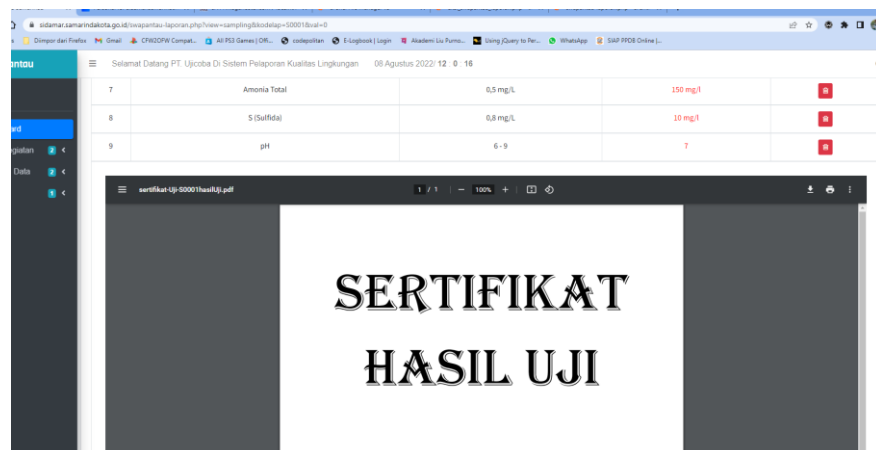 sidamar.samarindakota.go.id/swapantau-laporan.php?view=sampling&kodelap=S0001&val=0
Diimpor dari Firefox Gmail CFW2OFW Compat... All PS3 Games | Offi... codepolitan E-Logbook | Login Akademi Liv Purno... Using jQuery to Per... WhatsApp SIAP PPDB Online |...
antau
Selamat Datang PT. Ujicoba Di Sistem Pelaporan Kualitas Lingkungan 08 Agustus 2022/ 12 : 0 : 16
7 Amonia Total 0,5 mg/L 150 mg/l
8 S (Sulfida) 0,8 mg/L 10 mg/l
ard
9 pH 6 - 9 7
egiatan 2
Data 2
1
sertifikat-Uji-S0001hasilUji.pdf 1 / 1 100%
SERTIFIKAT
HASIL UJI